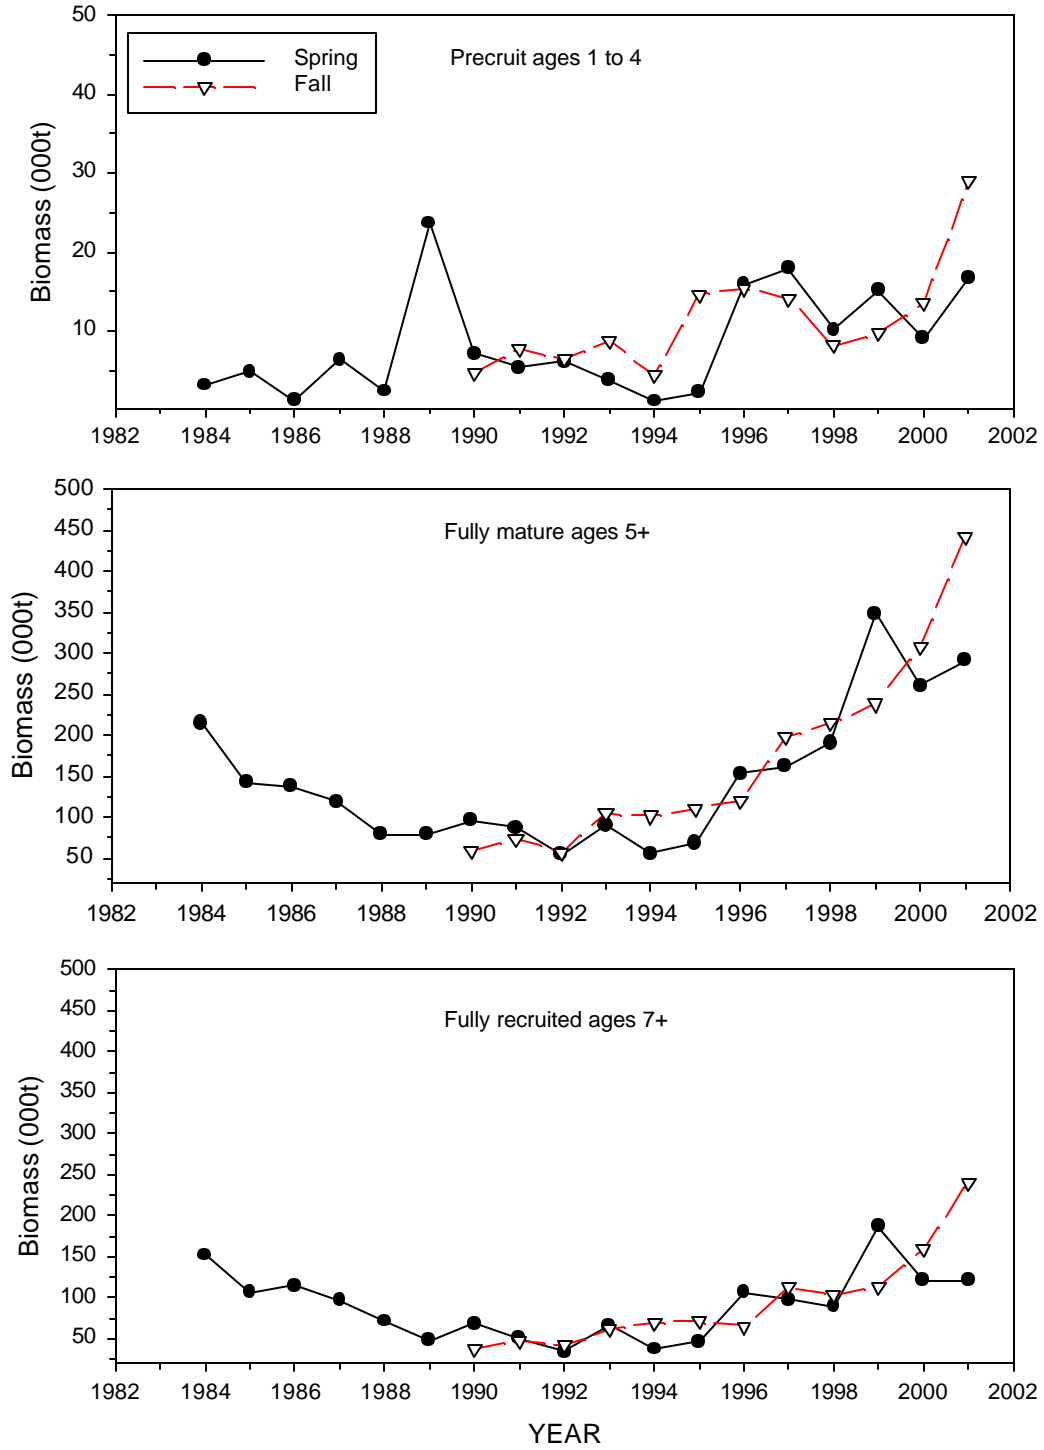 50
40
30
20
10
Biomass (000t)
Spring
Fall
Precruit ages 1 to 4
1982 1984 1986 1988 1990 1992 1994 1996 1998 2000 2002
500
450
400
350
300
250
200
150
100
50
Biomass (000t)
Fully mature ages 5+
1982 1984 1986 1988 1990 1992 1994 1996 1998 2000 2002
500
450
400
350
300
250
200
150
100
50
Biomass (000t)
Fully recruited ages 7+
1982 1984 1986 1988 1990 1992 1994 1996 1998 2000 2002
YEAR